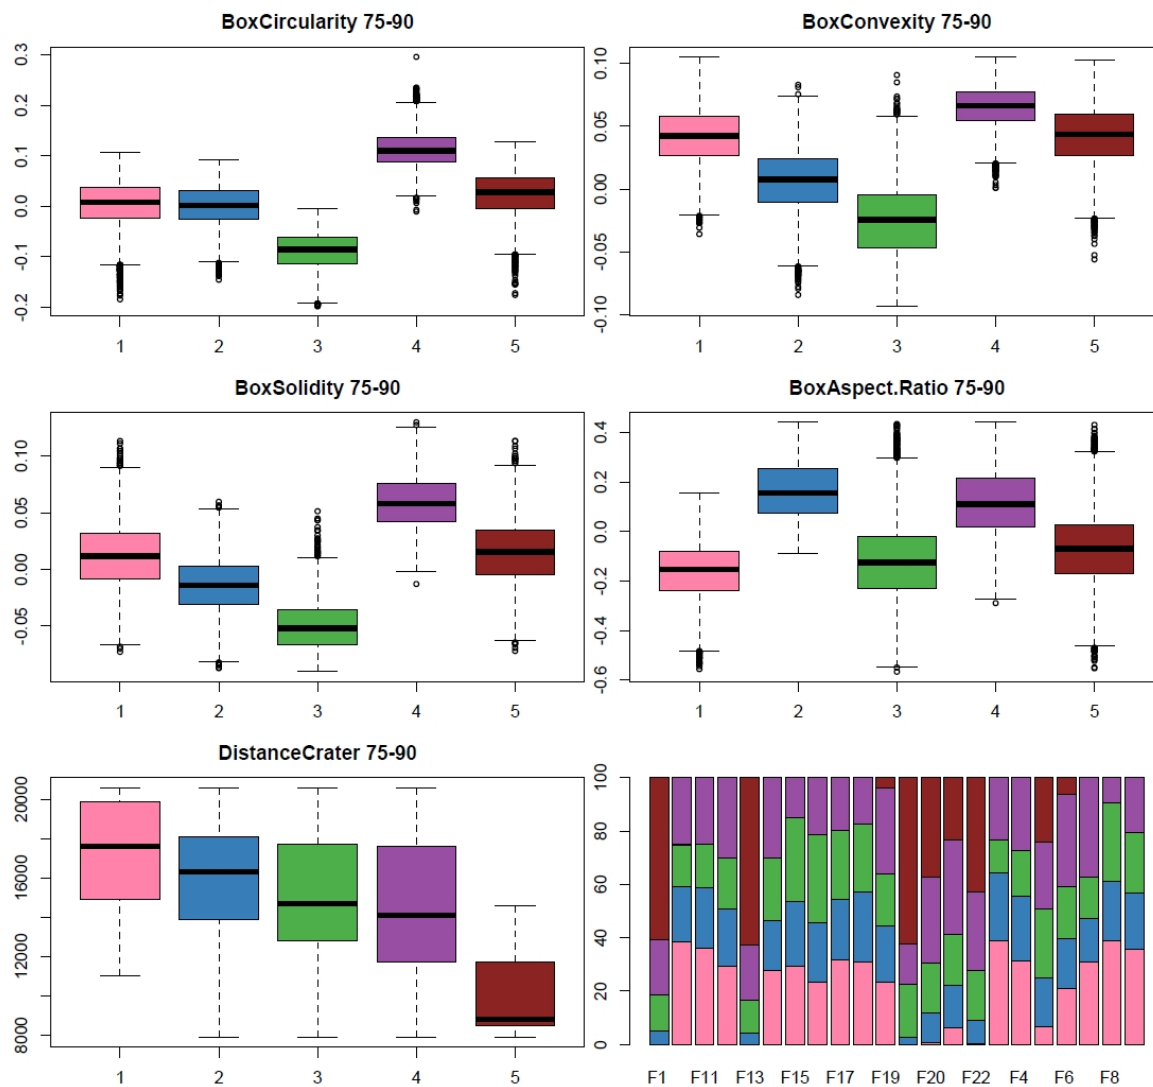 BoxCircularity 75-90
0.3
0.2
0.1
0.0
-0.1
-0.2
1 2 3 4 5
BoxConvexity 75-90
0.10
0.05
0.00
-0.05
-0.10
1 2 3 4 5
BoxSolidity 75-90
0.10
0.05
0.00
-0.05
1 2 3 4 5
BoxAspect.Ratio 75-90
0.4
0.2
0.0
-0.2
-0.4
-0.6
1 2 3 4 5
DistanceCrater 75-90
20000
16000
12000
8000
1 2 3 4 5
100
80
60
40
20
0
F1 F11 F13 F15 F17 F19 F20 F22 F4 F6 F8